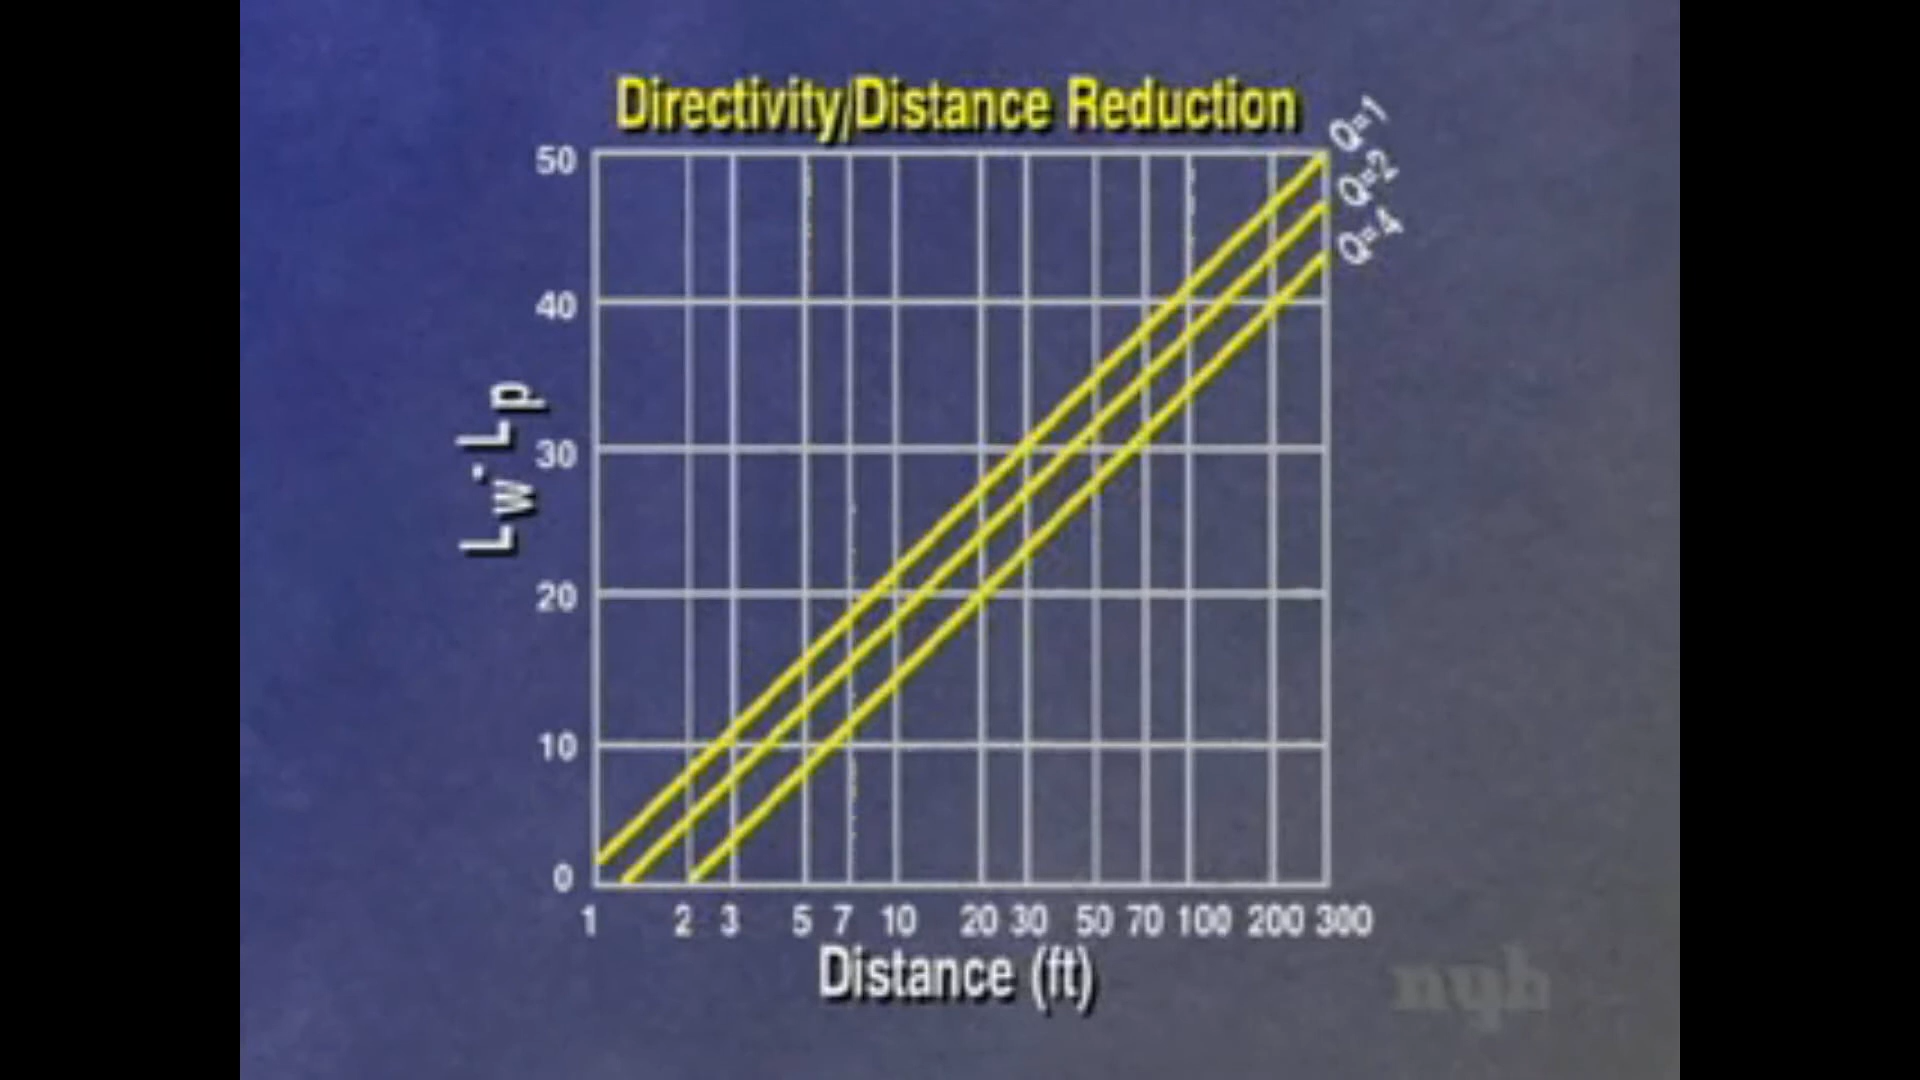 Directivity/Distance Reduction
Q=1
Q=2
Q=4
50
40
30
20
10
0
Lw-Lp
1 2 3 5 7 10 20 30 50 70 100 200 300
Distance (ft)
nyb